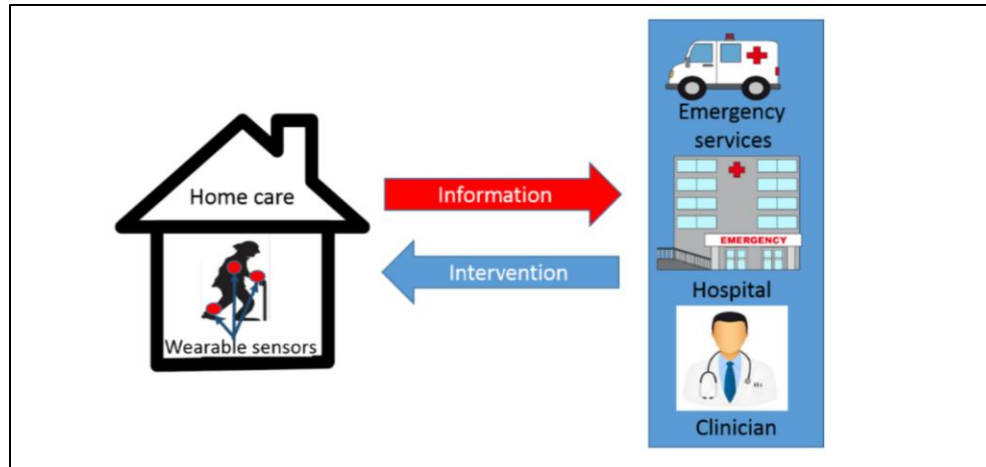 Home care
Wearable sensors
Information
Intervention
Emergency
services
EMERGENCY
Hospital
Clinician